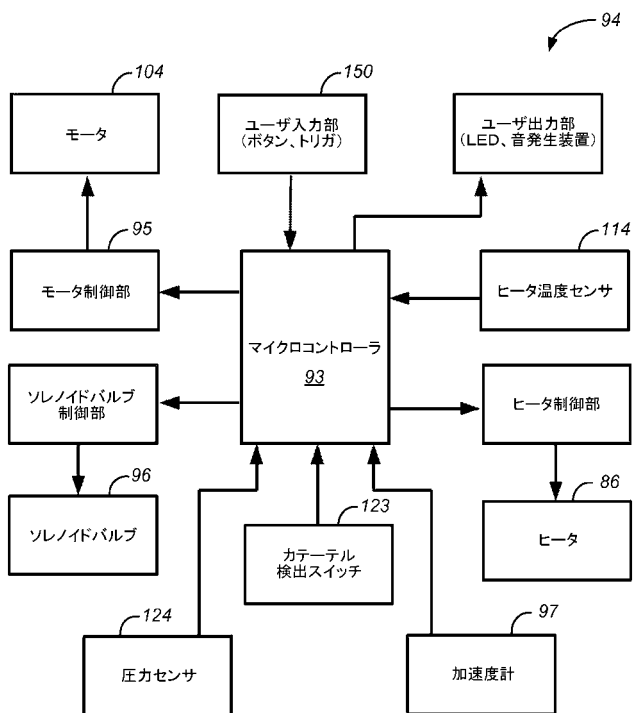 94
104
モータ
150
ユーザ入力部
(ボタン、トリガ)
ユーザ出力部
(LED、音発生装置)
95
モータ制御部
114
ヒータ温度センサ
マイクロコントローラ
93
ソレノイドバルブ
制御部
ヒータ制御部
96
ソレノイドバルブ
123
カテーテル
検出スイッチ
86
ヒータ
124
圧力センサ
97
加速度計